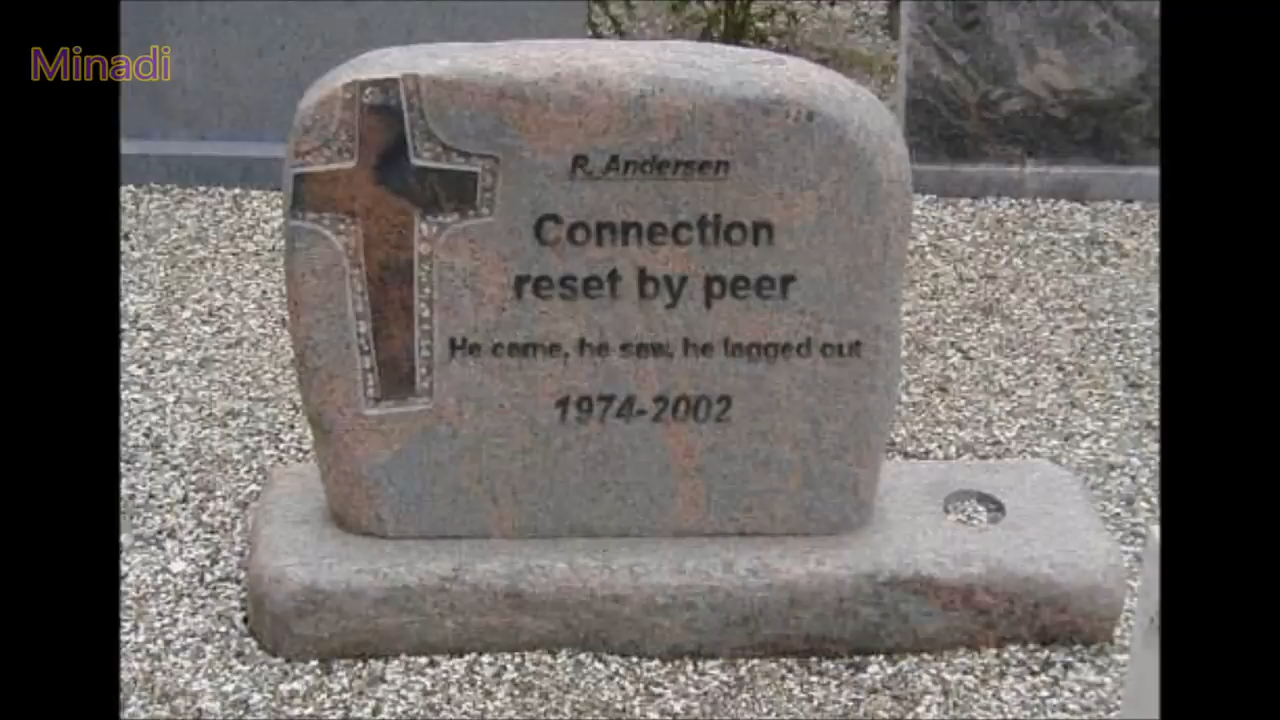 Minadi
R. Andersen
Connection
reset by peer
He came, he saw, he lagged out
1974-2002